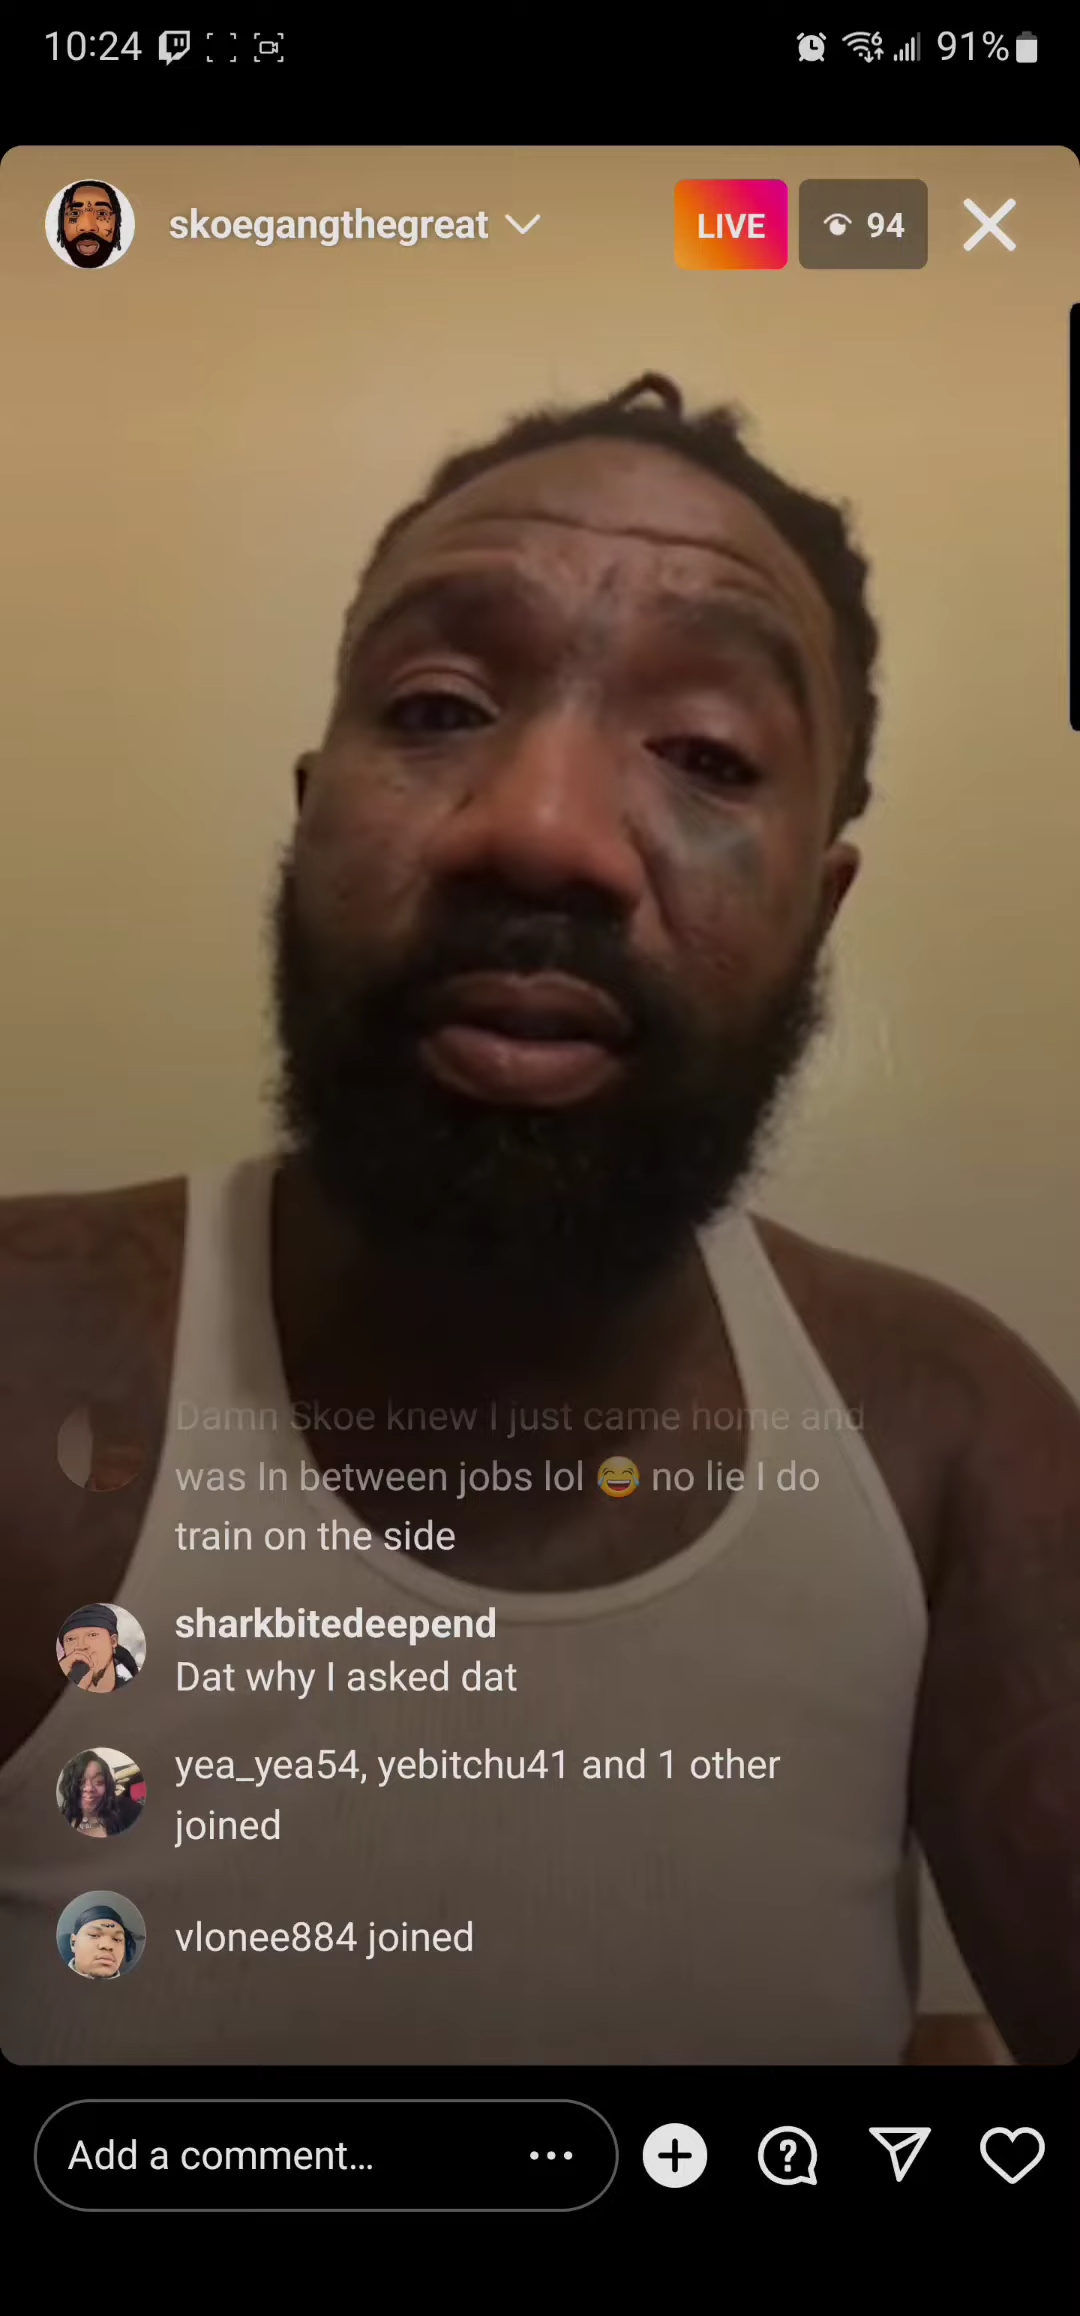 10:24
6
91%
skoegangthegreat
LIVE
94
Damn Skoe knew I just came home and
was In between jobs lol 😂 no lie I do
train on the side
sharkbitedeepend
Dat why I asked dat
yea_yea54, yebitchu41 and 1 other
joined
vlonee884 joined
Add a comment...